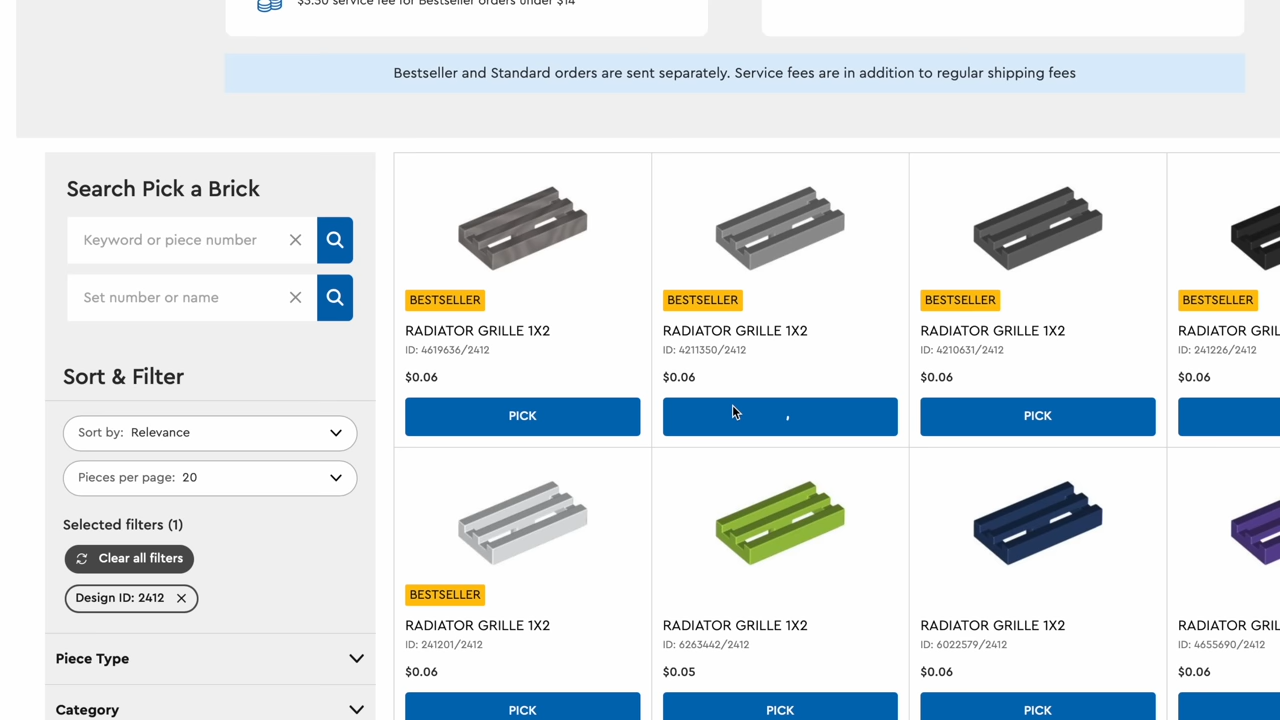 $3.50 service fee for Bestseller orders under $14
Bestseller and Standard orders are sent separately. Service fees are in addition to regular shipping fees
Search Pick a Brick
Keyword or piece number
Set number or name
Sort & Filter
Sort by: Relevance
Pieces per page: 20
Selected filters (1)
Clear all filters
Design ID: 2412
Piece Type
Category
BESTSELLER
RADIATOR GRILLE 1X2
ID: 4619636/2412
$0.06
PICK
BESTSELLER
RADIATOR GRILLE 1X2
ID: 4211350/2412
$0.06
BESTSELLER
RADIATOR GRILLE 1X2
ID: 4210631/2412
$0.06
PICK
BESTSELLER
RADIATOR GRIL
ID: 241226/2412
$0.06
BESTSELLER
RADIATOR GRILLE 1X2
ID: 241201/2412
$0.06
PICK
RADIATOR GRILLE 1X2
ID: 6263442/2412
$0.05
PICK
RADIATOR GRILLE 1X2
ID: 6022579/2412
$0.06
PICK
RADIATOR GRIL
ID: 4655690/2412
$0.06